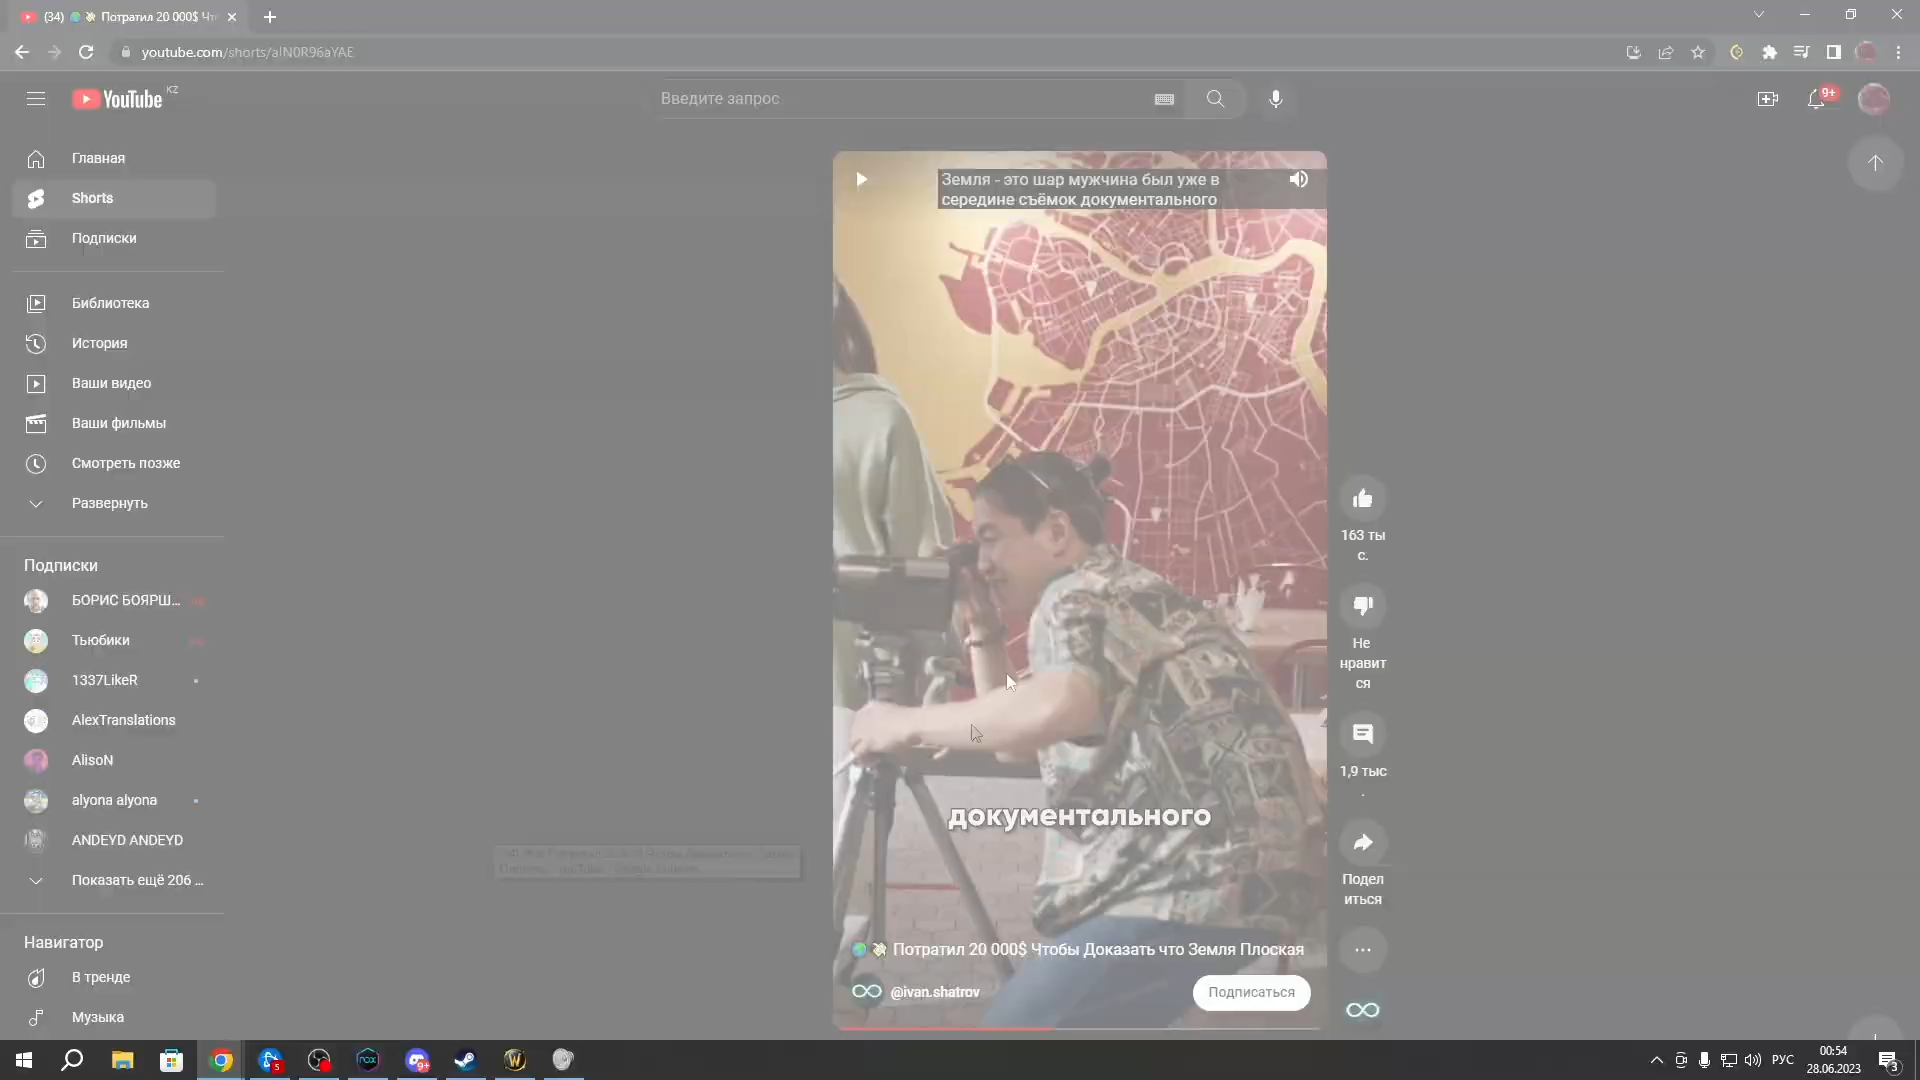 (34) 🌍 💸 Потратил 20 000$ Чт
youtube.com/shorts/alN0R96aYAE
YouTube KZ
Введите запрос
9+
Главная
Shorts
Подписки
Библиотека
История
Ваши видео
Ваши фильмы
Смотреть позже
Развернуть
Подписки
БОРИС БОЯРШ...
Тьюбики
1337LikeR
AlexTranslations
AlisoN
alyona alyona
ANDEYD ANDEYD
Показать ещё 206 ...
Навигатор
В тренде
Музыка
Земля - это шар мужчина был уже в
середине съёмок документального
документального
🌍 💸 Потратил 20 000$ Чтобы Доказать что Земля Плоская
@ivan.shatrov
Подписаться
163 ты
с.
Не
нравит
ся
1,9 тыс
.
Подел
иться
5
nox
9+
РУС
00:54
28.06.2023
3